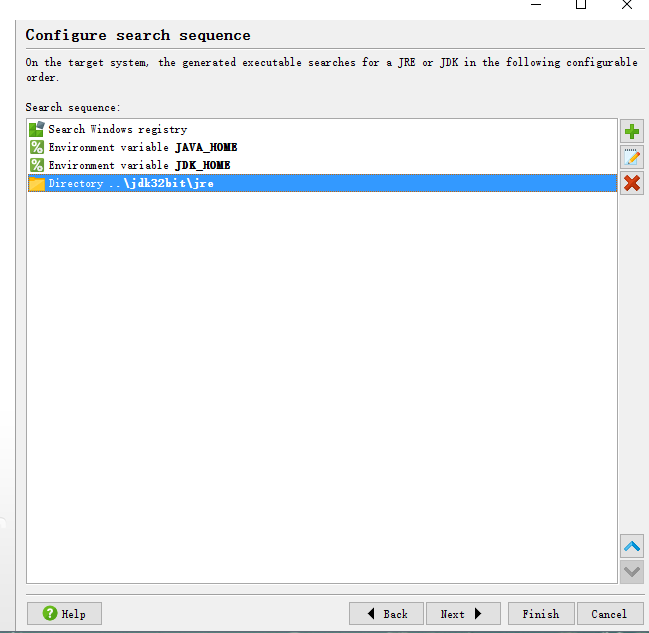 Configure search sequence
On the target system, the generated executable searches for a JRE or JDK in the following configurable
order.
Search sequence:
Search Windows registry
Environment variable JAVA_HOME
Environment variable JDK_HOME
Directory ..\jdk32bit\jre
Help
Back
Next
Finish
Cancel